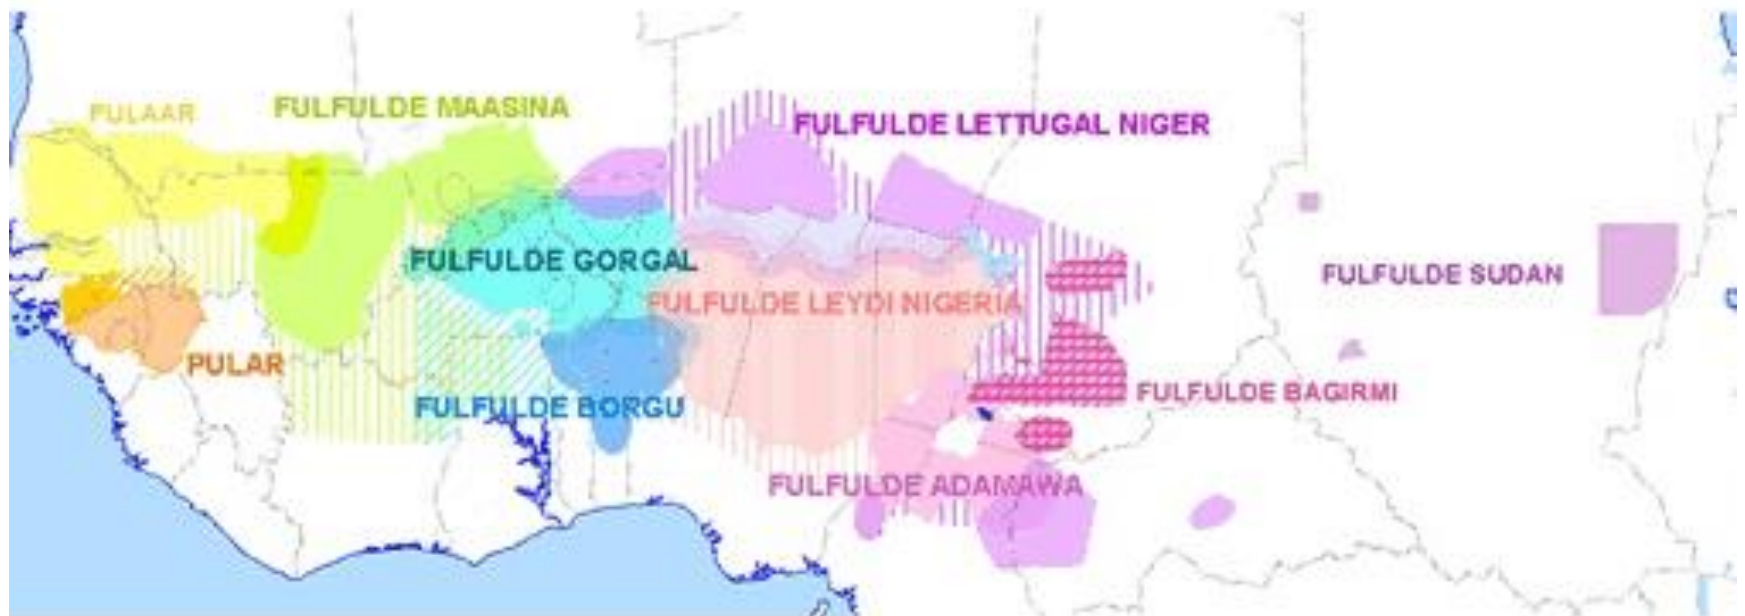 PULAAR
FULFULDE MAASINA
FULFULDE LETTUGAL NIGER
FULFULDE GORGAL
FULFULDE SUDAN
FULFULDE LEYDI NIGERIA
PULAR
FULFULDE BORGU
FULFULDE BAGIRMI
FULFULDE ADAMAWA